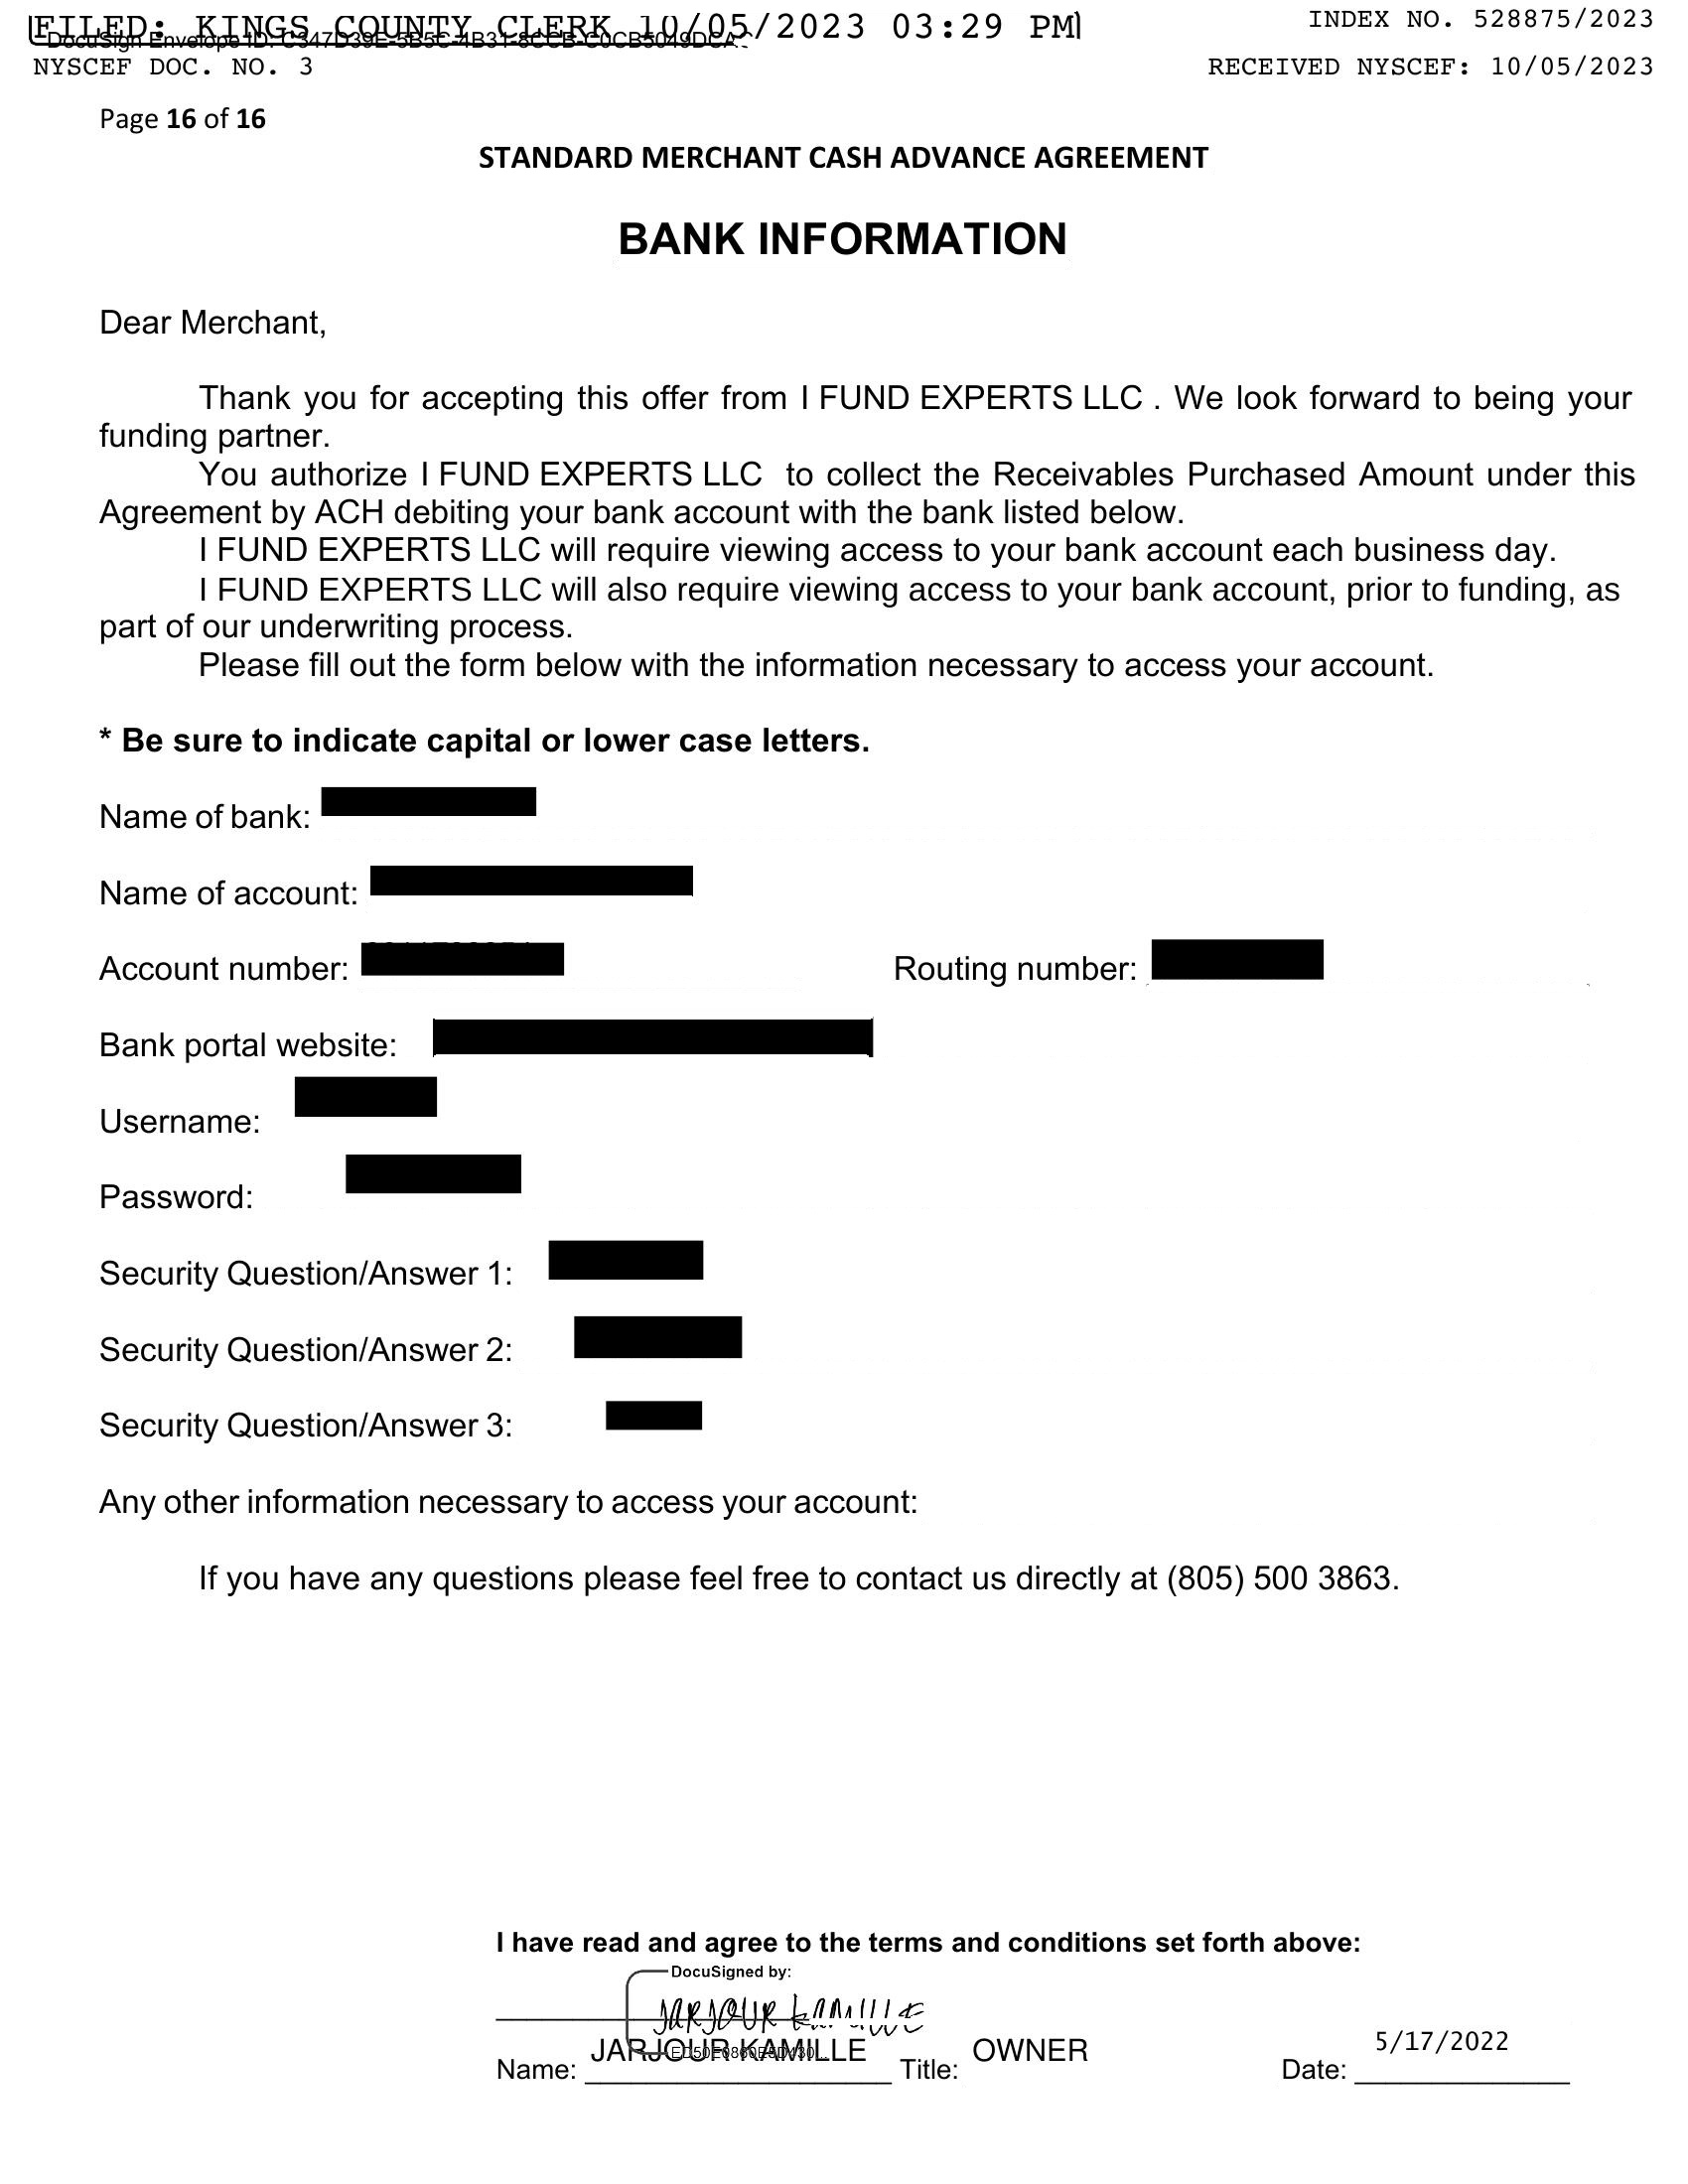 FILED: KINGS COUNTY CLERK 10/05/2023 03:29 PM
INDEX NO. 528875/2023
DocuSign Envelope ID: C347D39E-5B5C-4B31-8CCB-C0CB5049DCAC
NYSCEF DOC. NO. 3
RECEIVED NYSCEF: 10/05/2023
Page 16 of 16
STANDARD MERCHANT CASH ADVANCE AGREEMENT
BANK INFORMATION
Dear Merchant,
Thank you for accepting this offer from I FUND EXPERTS LLC . We look forward to being your
funding partner.
You authorize I FUND EXPERTS LLC to collect the Receivables Purchased Amount under this
Agreement by ACH debiting your bank account with the bank listed below.
I FUND EXPERTS LLC will require viewing access to your bank account each business day.
I FUND EXPERTS LLC will also require viewing access to your bank account, prior to funding, as
part of our underwriting process.
Please fill out the form below with the information necessary to access your account.
* Be sure to indicate capital or lower case letters.
Name of bank:
Name of account:
Account number: Routing number:
Bank portal website:
Username:
Password:
Security Question/Answer 1:
Security Question/Answer 2:
Security Question/Answer 3:
Any other information necessary to access your account:
If you have any questions please feel free to contact us directly at (805) 500 3863.
I have read and agree to the terms and conditions set forth above:
DocuSigned by:
JARJOUR KAMILLE
Name: JARJOUR KAMILLE Title: OWNER Date: 5/17/2022